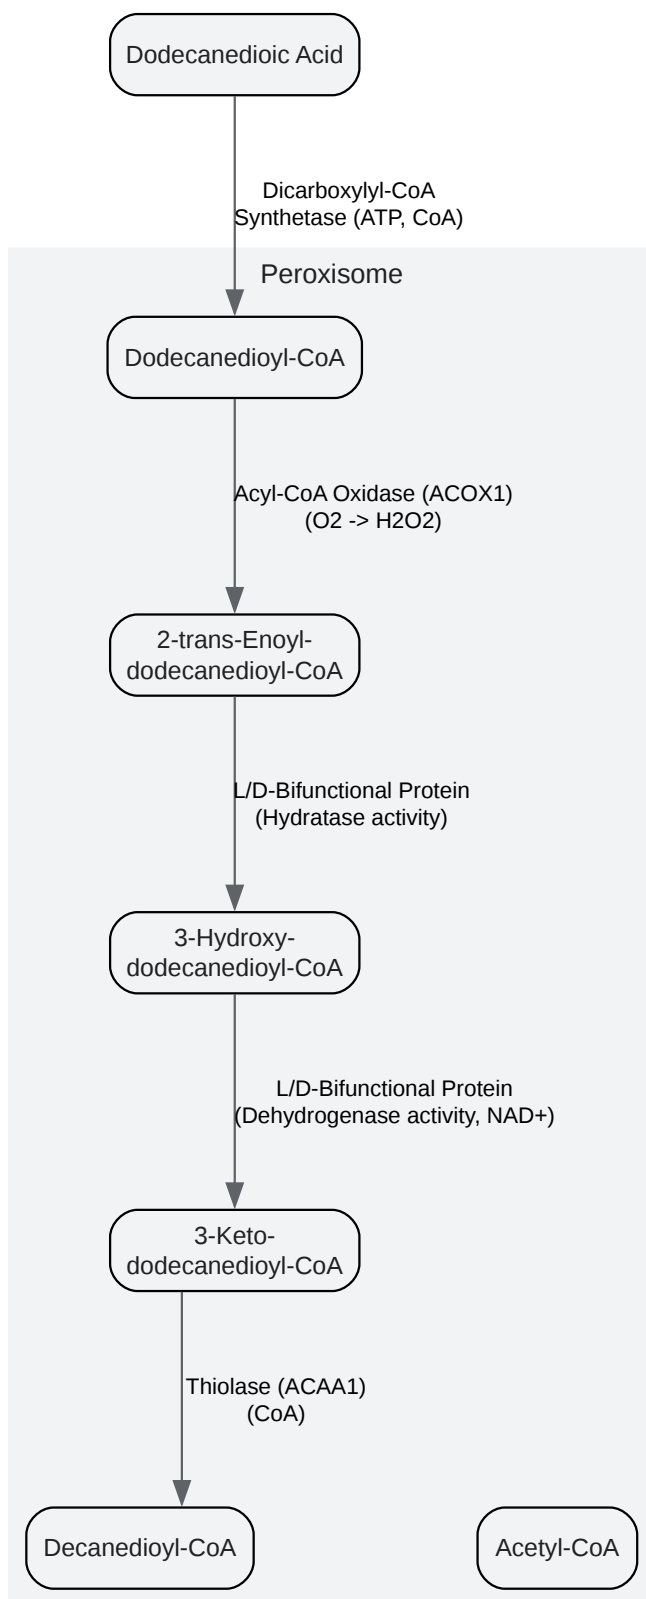 Dodecanedioic Acid
Dicarboxylyl-CoA
Synthetase (ATP, CoA)
Peroxisome
Dodecanedioyl-CoA
Acyl-CoA Oxidase (ACOX1)
(O2 -> H2O2)
2-trans-Enoyl-
dodecanedioyl-CoA
L/D-Bifunctional Protein
(Hydratase activity)
3-Hydroxy-
dodecanedioyl-CoA
L/D-Bifunctional Protein
(Dehydrogenase activity, NAD+)
3-Keto-
dodecanedioyl-CoA
Thiolase (ACAA1)
(CoA)
Decanedioyl-CoA
Acetyl-CoA